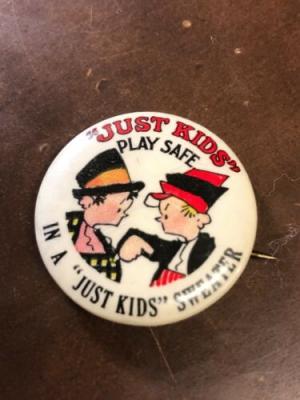 "JUST KIDS"
PLAY SAFE
IN A "JUST KIDS" SWEATER